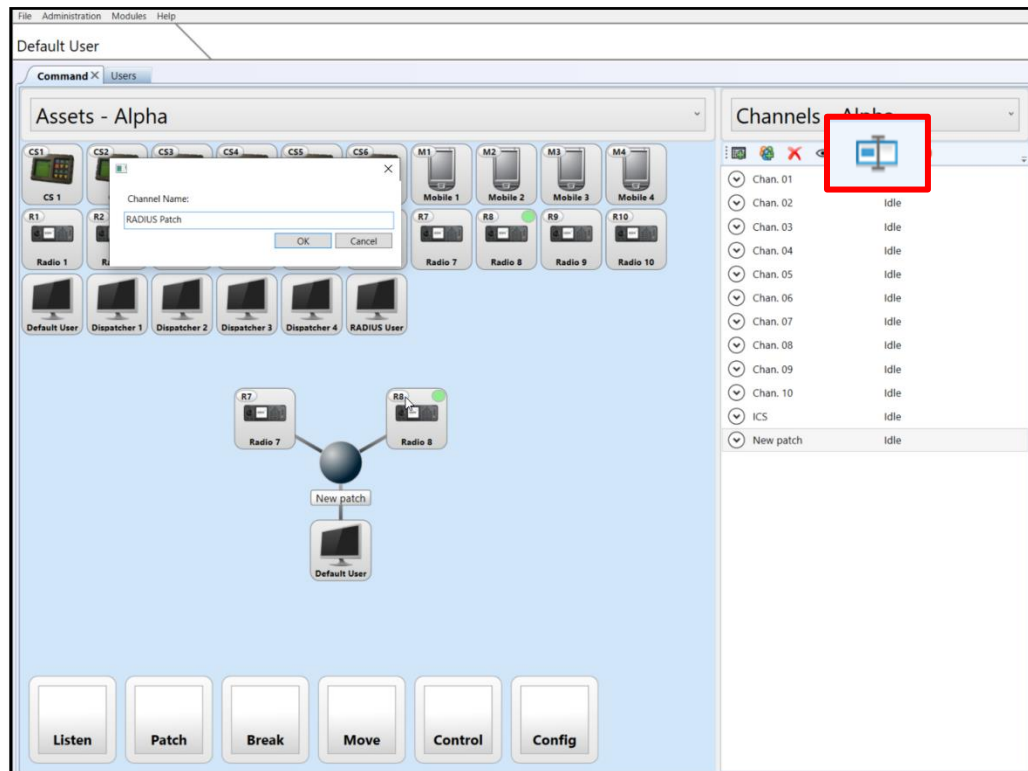 File Administration Modules Help
Default User
Command Users
Assets - Alpha
Channels - Alpha
CS1 CS2 CS3 CS4 CS5 CS6 M1 M2 M3 M4
CS 1 Mobile 1 Mobile 2 Mobile 3 Mobile 4
Channel Name:
RADIUS Patch
OK Cancel
R1 R2 R7 R8 R9 R10
Radio 1 Radio 7 Radio 8 Radio 9 Radio 10
Default User Dispatcher 1 Dispatcher 2 Dispatcher 3 Dispatcher 4 RADIUS User
R7 R8
Radio 7 Radio 8
New patch
Default User
Listen Patch Break Move Control Config
Chan. 01
Chan. 02 Idle
Chan. 03 Idle
Chan. 04 Idle
Chan. 05 Idle
Chan. 06 Idle
Chan. 07 Idle
Chan. 08 Idle
Chan. 09 Idle
Chan. 10 Idle
ICS Idle
New patch Idle